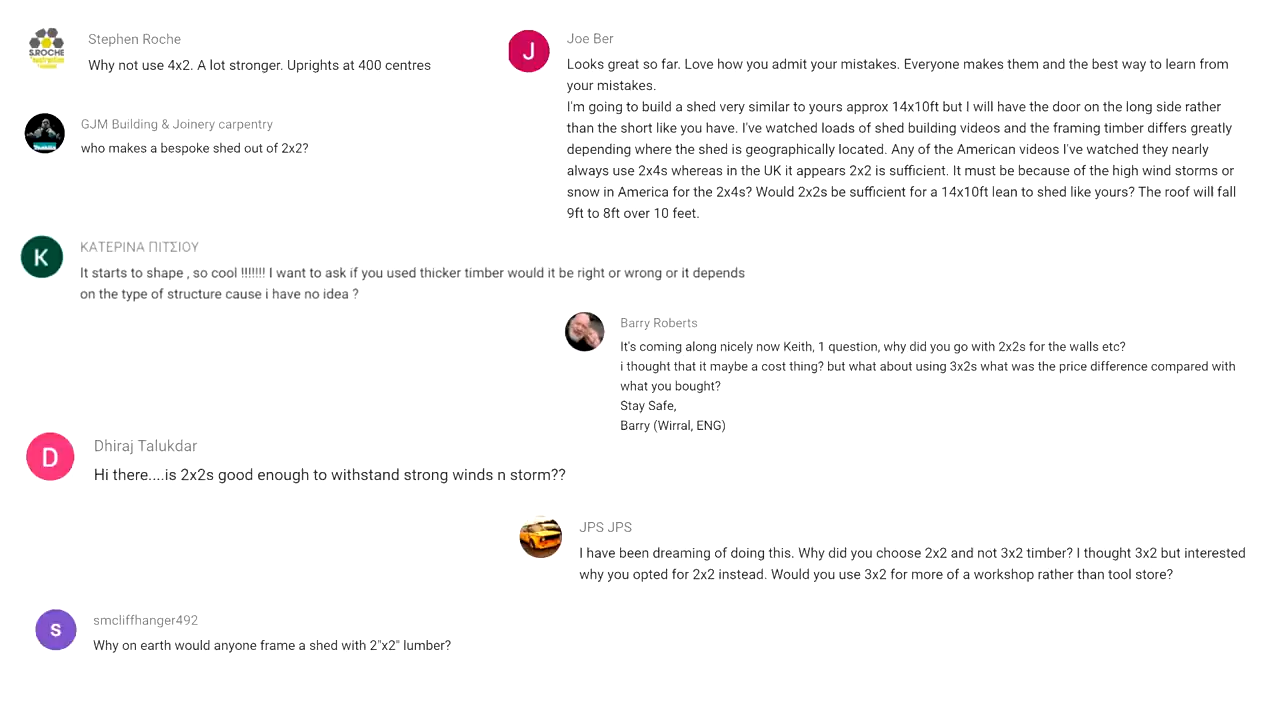 S.ROCHE
Stephen Roche
Why not use 4x2. A lot stronger. Uprights at 400 centres
J
Joe Ber
Looks great so far. Love how you admit your mistakes. Everyone makes them and the best way to learn from
your mistakes.
I'm going to build a shed very similar to yours approx 14x10ft but I will have the door on the long side rather
than the short like you have. I've watched loads of shed building videos and the framing timber differs greatly
depending where the shed is geographically located. Any of the American videos I've watched they nearly
always use 2x4s whereas in the UK it appears 2x2 is sufficient. It must be because of the high wind storms or
snow in America for the 2x4s? Would 2x2s be sufficient for a 14x10ft lean to shed like yours? The roof will fall
9ft to 8ft over 10 feet.
GJM Building & Joinery carpentry
who makes a bespoke shed out of 2x2?
K
ΚΑΤΕΡΙΝΑ ΠΙΤΣΙΟΥ
It starts to shape , so cool !!!!!!! I want to ask if you used thicker timber would it be right or wrong or it depends
on the type of structure cause i have no idea ?
Barry Roberts
It's coming along nicely now Keith, 1 question, why did you go with 2x2s for the walls etc?
i thought that it maybe a cost thing? but what about using 3x2s what was the price difference compared with
what you bought?
Stay Safe,
Barry (Wirral, ENG)
D
Dhiraj Talukdar
Hi there....is 2x2s good enough to withstand strong winds n storm??
JPS JPS
I have been dreaming of doing this. Why did you choose 2x2 and not 3x2 timber? I thought 3x2 but interested
why you opted for 2x2 instead. Would you use 3x2 for more of a workshop rather than tool store?
s
smcliffhanger492
Why on earth would anyone frame a shed with 2"x2" lumber?